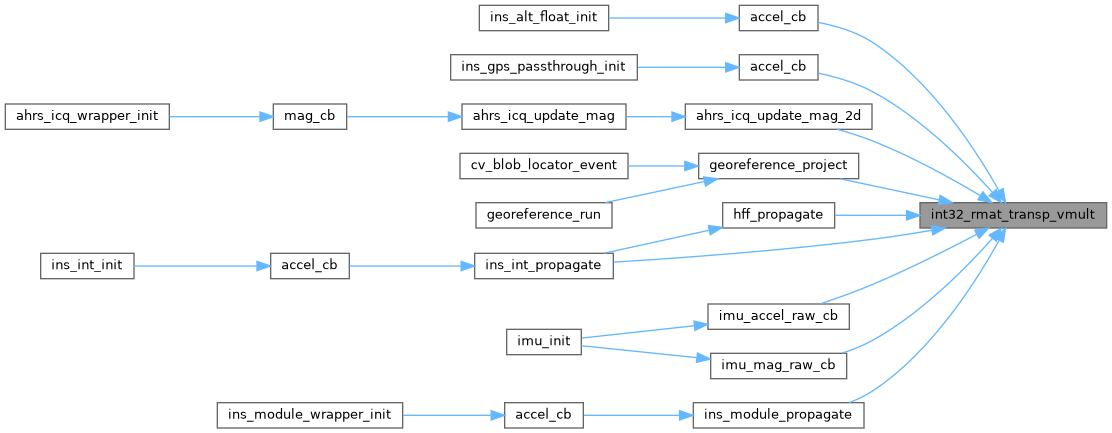 ins_alt_float_init
accel_cb
ins_gps_passthrough_init
accel_cb
ahrs_icq_wrapper_init
mag_cb
ahrs_icq_update_mag
ahrs_icq_update_mag_2d
cv_blob_locator_event
georeference_project
georeference_run
hff_propagate
int32_rmat_transp_vmult
ins_int_init
accel_cb
ins_int_propagate
imu_accel_raw_cb
imu_init
imu_mag_raw_cb
ins_module_wrapper_init
accel_cb
ins_module_propagate